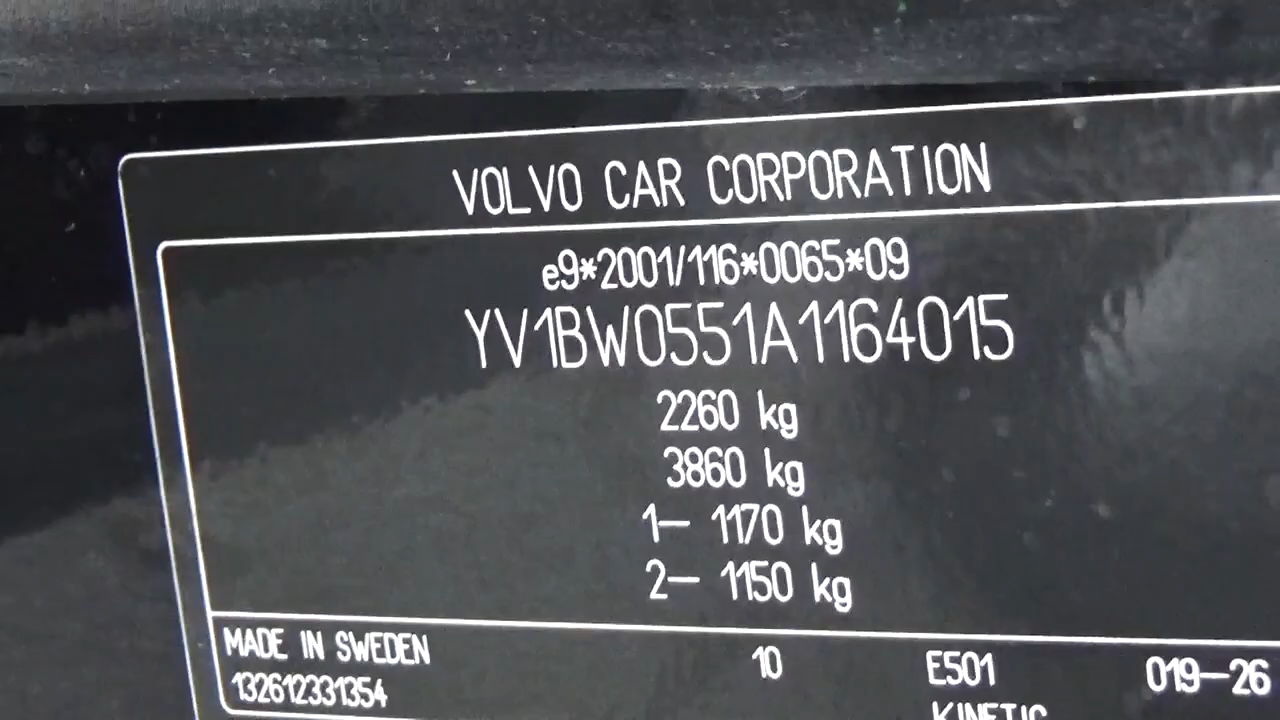 VOLVO CAR CORPORATION
e9*2001/116*0065*09
YV1BW0551A1164015
2260 kg
3860 kg
1– 1170 kg
2– 1150 kg
MADE IN SWEDEN 10 E501 019–26
132612331354 KINETIC